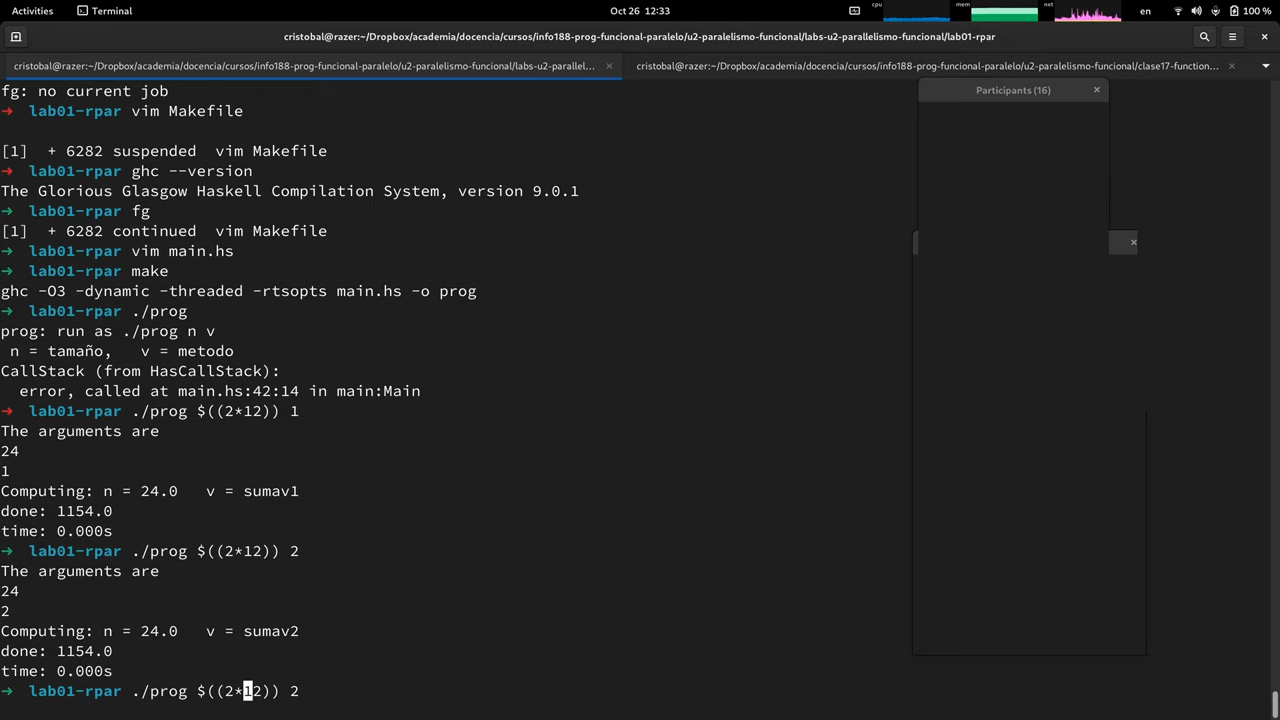 Activities Terminal Oct 26 12:33 cpu mem net en 100 %
cristobal@razer:~/Dropbox/academia/docencia/cursos/info188-prog-funcional-paralelo/u2-paralelismo-funcional/labs-u2-parallelismo-funcional/lab01-rpar
cristobal@razer:~/Dropbox/academia/docencia/cursos/info188-prog-funcional-paralelo/u2-paralelismo-funcional/labs-u2-parallel... × cristobal@razer:~/Dropbox/academia/docencia/cursos/info188-prog-funcional-paralelo/u2-paralelismo-funcional/clase17-function... ×
Participants (16) ×
×
fg: no current job
➜ lab01-rpar vim Makefile
[1] + 6282 suspended vim Makefile
➜ lab01-rpar ghc --version
The Glorious Glasgow Haskell Compilation System, version 9.0.1
➜ lab01-rpar fg
[1] + 6282 continued vim Makefile
➜ lab01-rpar vim main.hs
➜ lab01-rpar make
ghc -O3 -dynamic -threaded -rtsopts main.hs -o prog
➜ lab01-rpar ./prog
prog: run as ./prog n v
n = tamaño, v = metodo
CallStack (from HasCallStack):
error, called at main.hs:42:14 in main:Main
➜ lab01-rpar ./prog $((2*12)) 1
The arguments are
24
1
Computing: n = 24.0 v = sumav1
done: 1154.0
time: 0.000s
➜ lab01-rpar ./prog $((2*12)) 2
The arguments are
24
2
Computing: n = 24.0 v = sumav2
done: 1154.0
time: 0.000s
➜ lab01-rpar ./prog $((2*12)) 2